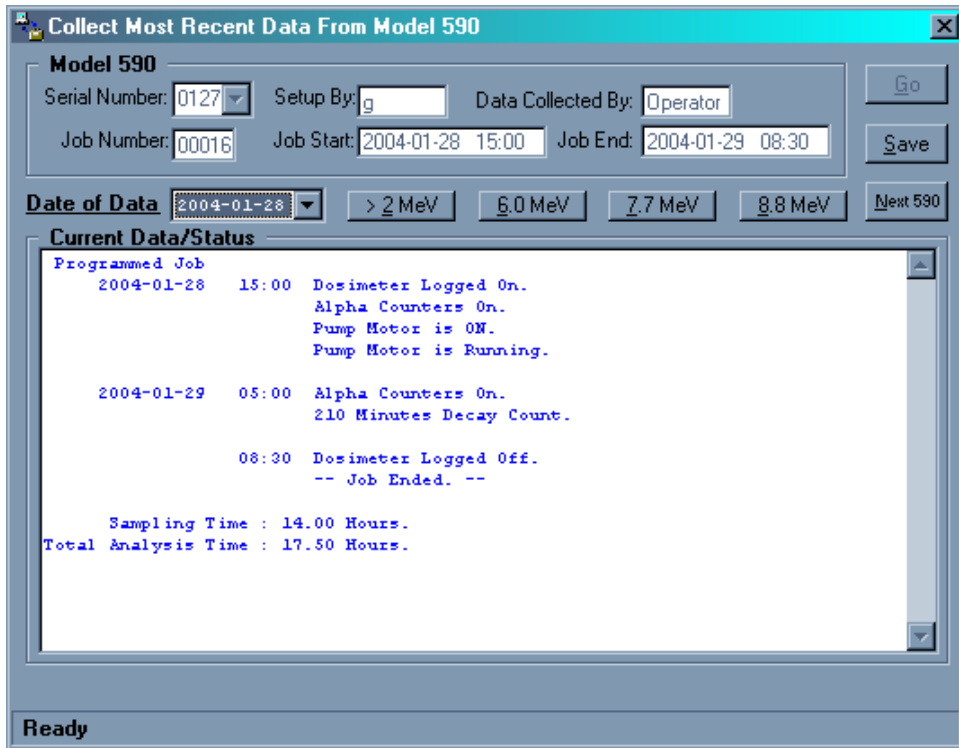 Collect Most Recent Data From Model 590
Model 590
Serial Number: 0127 Setup By: g Data Collected By: Operator
Job Number: 00016 Job Start: 2004-01-28 15:00 Job End: 2004-01-29 08:30
Go
Save
Date of Data 2004-01-28 > 2 MeV 6.0 MeV 7.7 MeV 8.8 MeV Next 590
Current Data/Status
Programmed Job
2004-01-28 15:00 Dosimeter Logged On.
Alpha Counters On.
Pump Motor is ON.
Pump Motor is Running.
2004-01-29 05:00 Alpha Counters On.
210 Minutes Decay Count.
08:30 Dosimeter Logged Off.
-- Job Ended. --
Sampling Time : 14.00 Hours.
Total Analysis Time : 17.50 Hours.
Ready